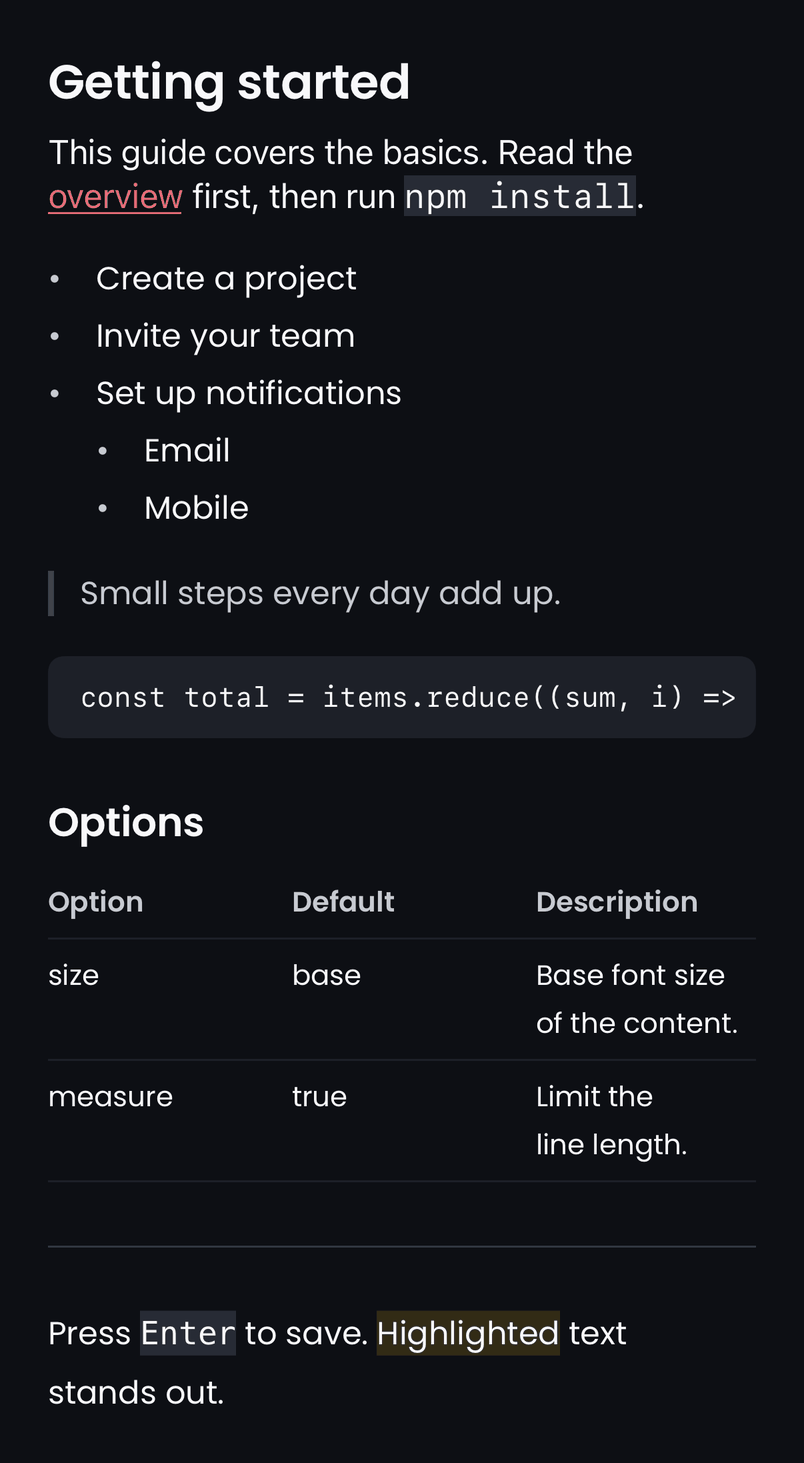 Getting started
This guide covers the basics. Read the
overview first, then run npm install.
• Create a project
• Invite your team
• Set up notifications
• Email
• Mobile
Small steps every day add up.
const total = items.reduce((sum, i) =>
Options
Option Default Description
size base Base font size
of the content.
measure true Limit the
line length.
Press Enter to save. Highlighted text
stands out.